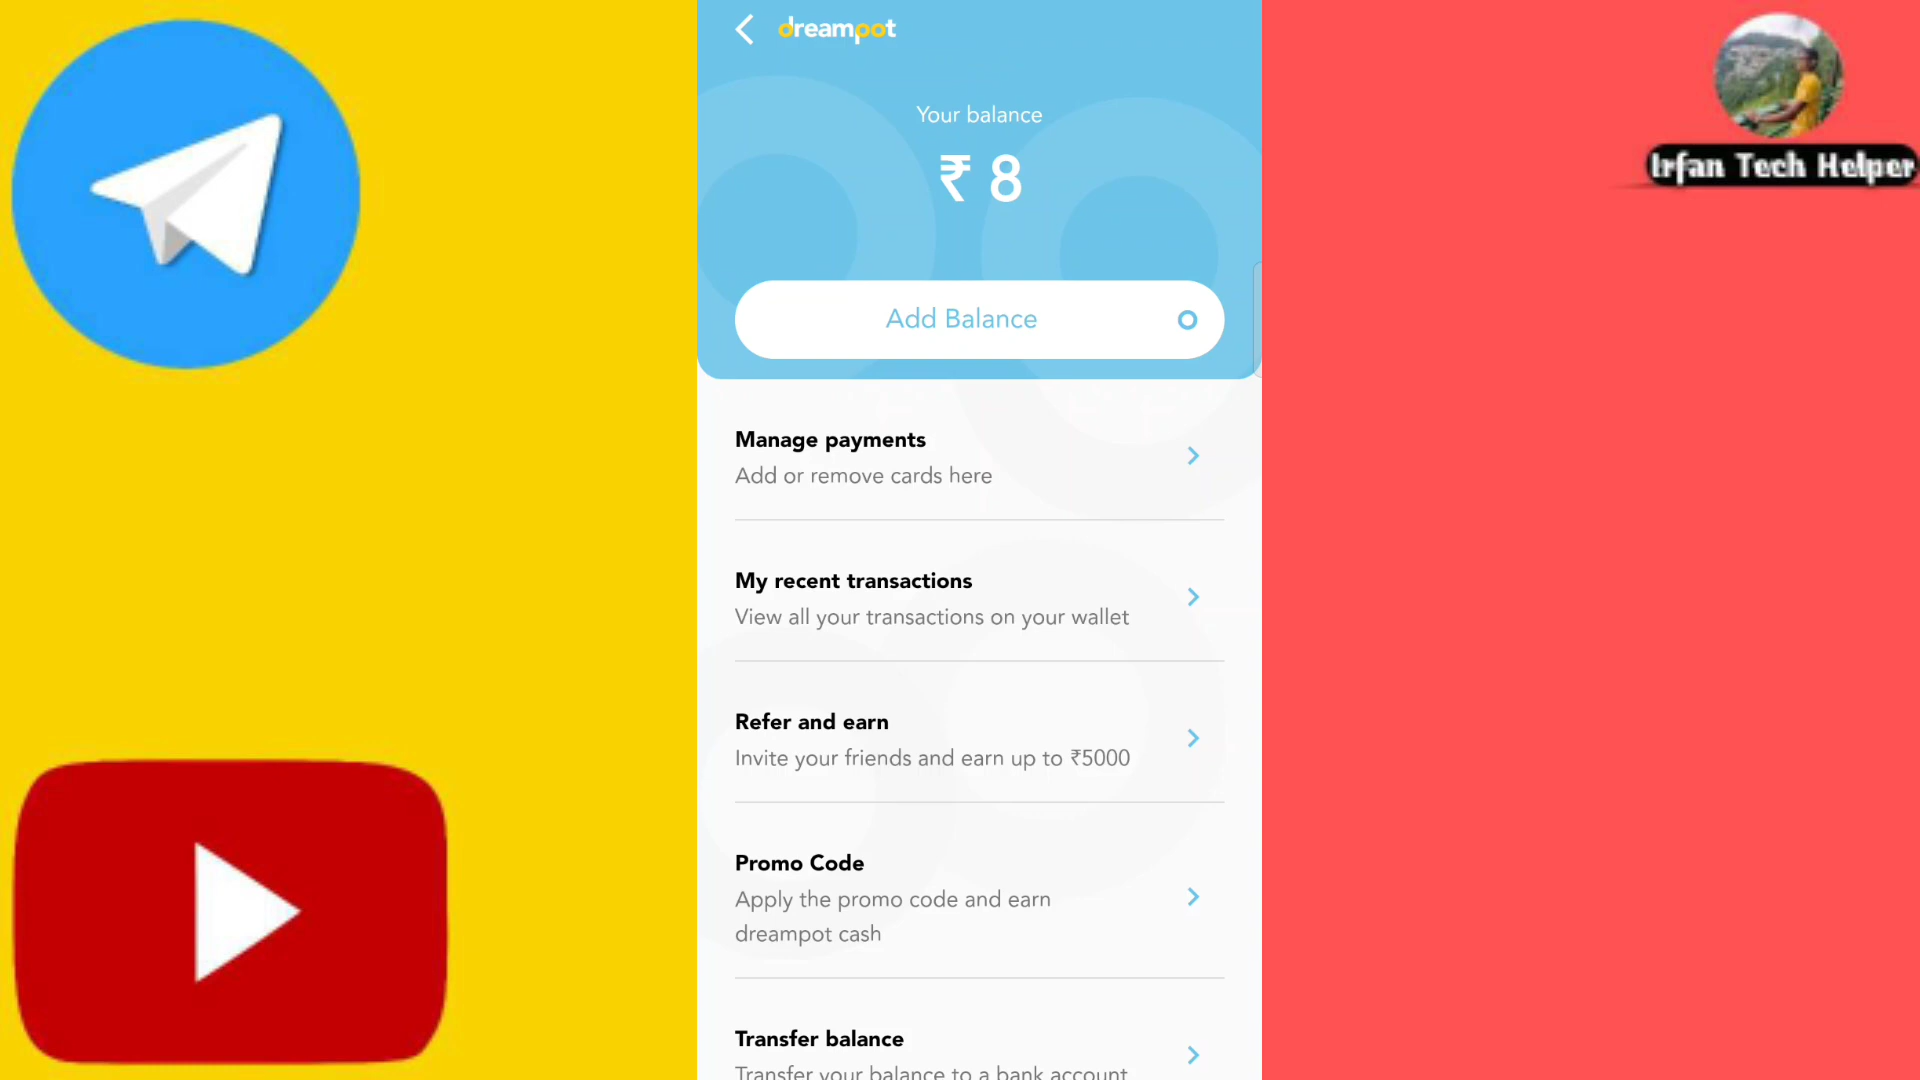 dreampot
Your balance
₹ 8
Add Balance
Manage payments
Add or remove cards here
My recent transactions
View all your transactions on your wallet
Refer and earn
Invite your friends and earn up to ₹5000
Promo Code
Apply the promo code and earn
dreampot cash
Transfer balance
Transfer your balance to a bank account
Irfan Tech Helper